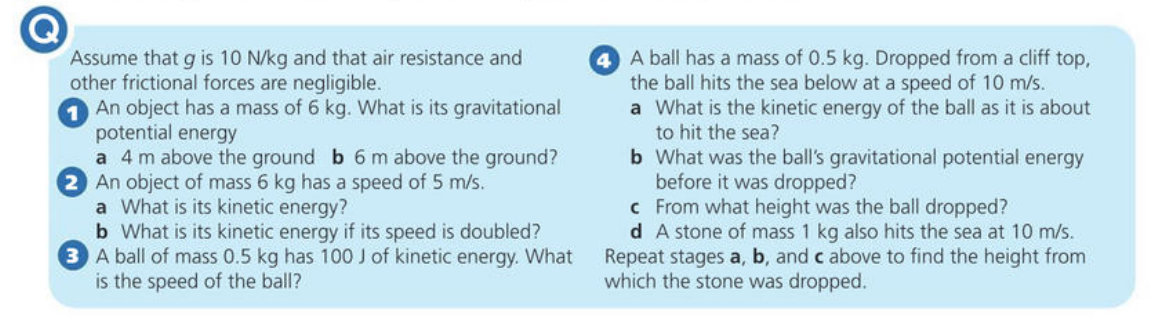 Q
Assume that g is 10 N/kg and that air resistance and
other frictional forces are negligible.
1 An object has a mass of 6 kg. What is its gravitational
potential energy
a 4 m above the ground b 6 m above the ground?
2 An object of mass 6 kg has a speed of 5 m/s.
a What is its kinetic energy?
b What is its kinetic energy if its speed is doubled?
3 A ball of mass 0.5 kg has 100 J of kinetic energy. What
is the speed of the ball?
4 A ball has a mass of 0.5 kg. Dropped from a cliff top,
the ball hits the sea below at a speed of 10 m/s.
a What is the kinetic energy of the ball as it is about
to hit the sea?
b What was the ball's gravitational potential energy
before it was dropped?
c From what height was the ball dropped?
d A stone of mass 1 kg also hits the sea at 10 m/s.
Repeat stages a, b, and c above to find the height from
which the stone was dropped.